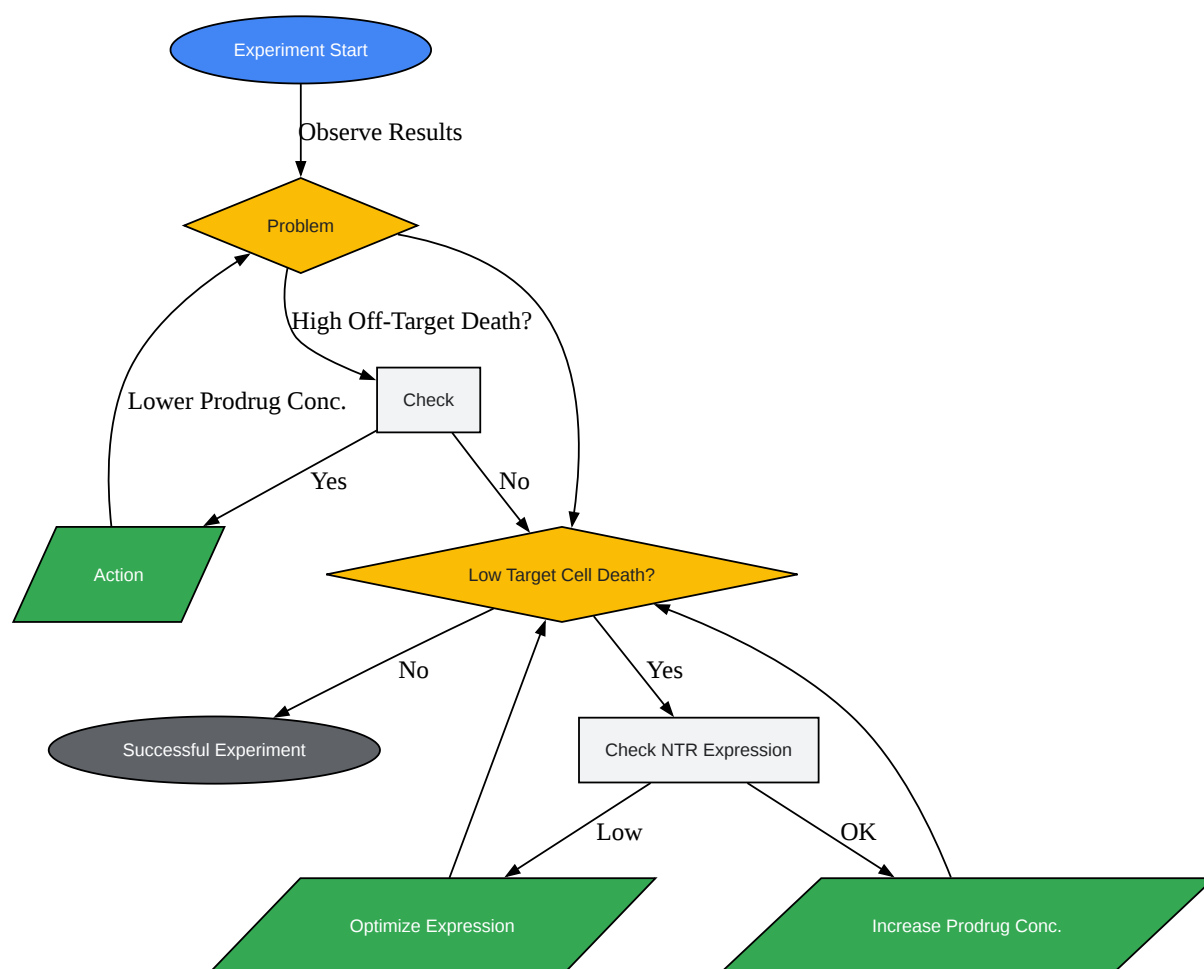 Experiment Start
Observe Results
Problem
High Off-Target Death?
Lower Prodrug Conc.
Check
Yes
No
Action
Low Target Cell Death?
No
Yes
Successful Experiment
Check NTR Expression
Low
OK
Optimize Expression
Increase Prodrug Conc.